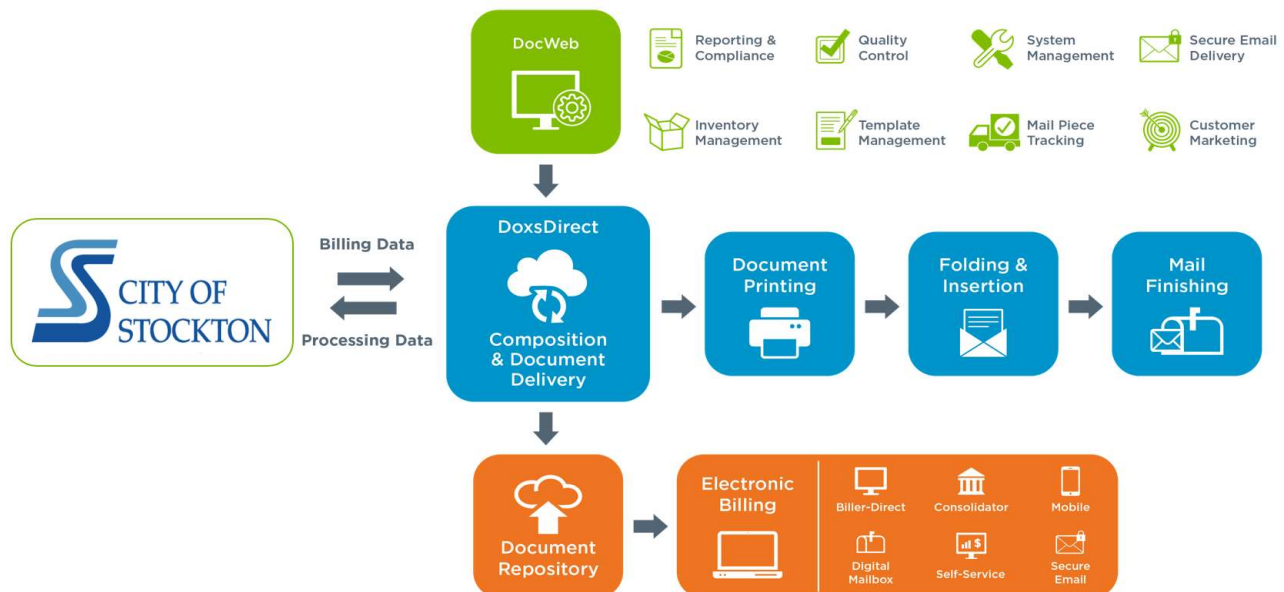 DocWeb
Reporting &
Compliance
Quality
Control
System
Management
Secure Email
Delivery
Inventory
Management
Template
Management
Mail Piece
Tracking
Customer
Marketing
CITY OF
STOCKTON
Billing Data
Processing Data
DoxsDirect
Composition
& Document
Delivery
Document
Printing
Folding &
Insertion
Mail
Finishing
Document
Repository
Electronic
Billing
Biller-Direct
Consolidator
Mobile
Digital
Mailbox
$
Self-Service
Secure
Email